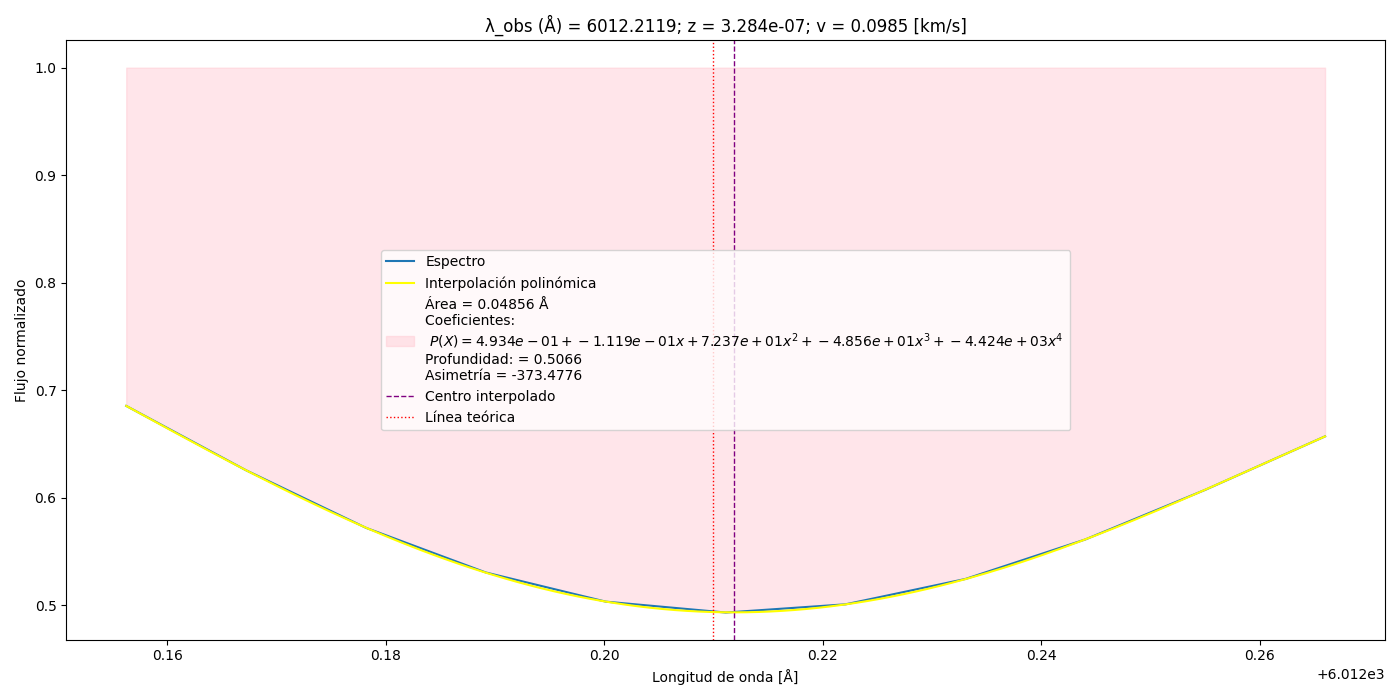 λ_obs (Å) = 6012.2119; z = 3.284e-07; v = 0.0985 [km/s]
1.0
0.9
0.8
0.7
0.6
0.5
Flujo normalizado
Espectro
Interpolación polinómica
Área = 0.04856 Å
Coeficientes:
P(X) = 4.934e − 01 + −1.119e − 01x + 7.237e + 01x² + −4.856e + 01x³ + −4.424e + 03x⁴
Profundidad: = 0.5066
Asimetría = -373.4776
Centro interpolado
Línea teórica
0.16 0.18 0.20 0.22 0.24 0.26
+6.012e3
Longitud de onda [Å]